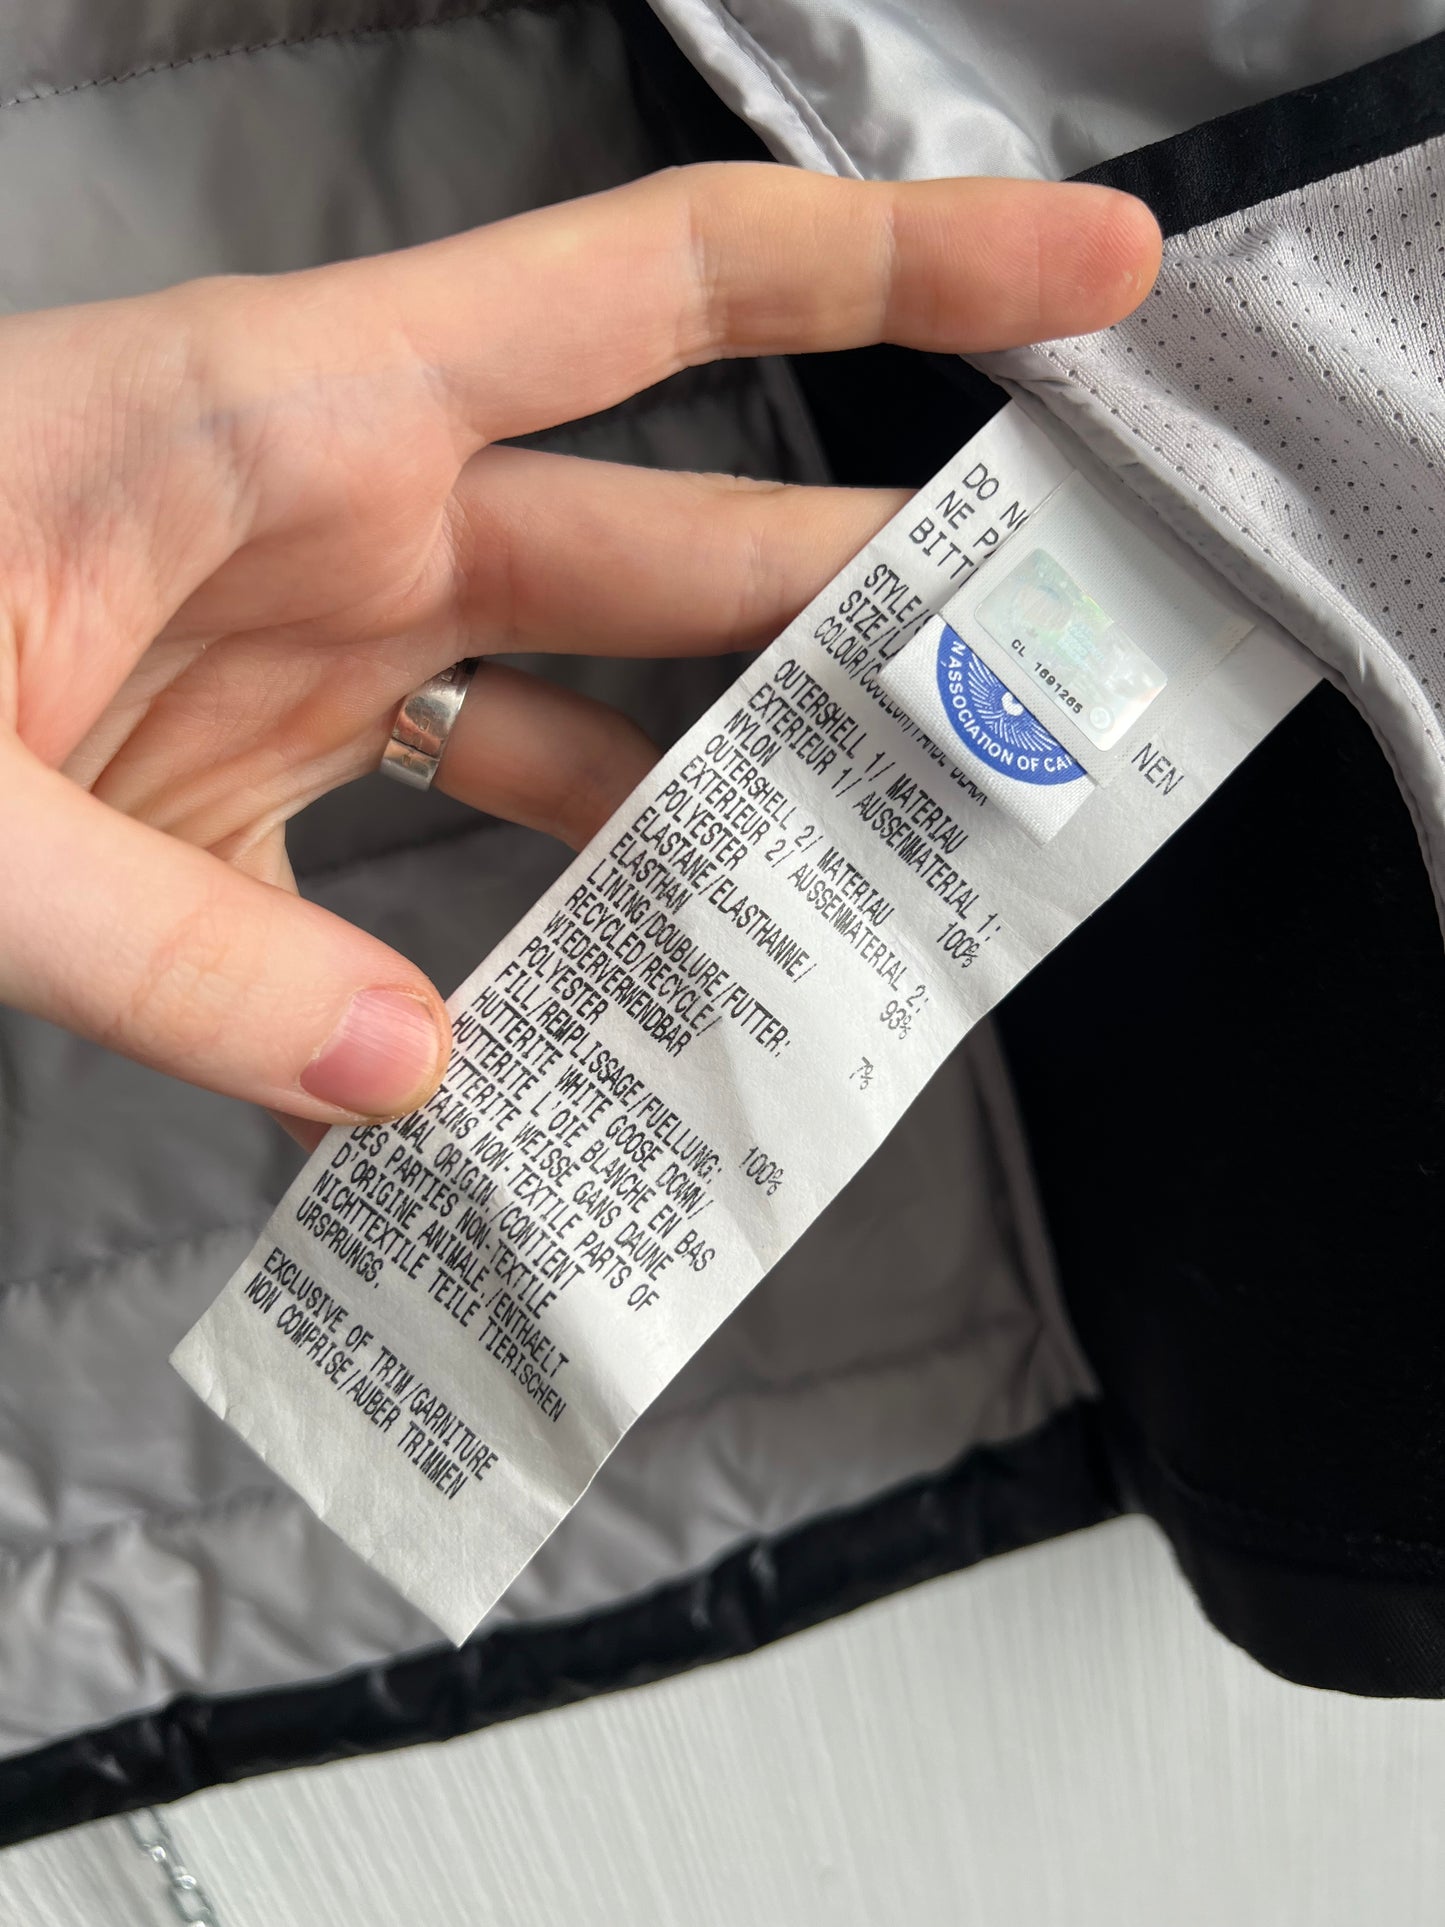 DO
NE
BITT
STYLE/
SIZE/
COLOUR/
NEN
CL 1691265
N ASSOCIATION OF CA
OUTERSHELL 1/ MATERIAU
EXTERIEUR 1/ AUSSENMATERIAL 1:
NYLON 100%
OUTERSHELL 2/ MATERIAU
EXTERIEUR 2/ AUSSENMATERIAL 2:
POLYESTER 93%
ELASTANE/ELASTHANNE/
ELASTHAN 7%
LINING/DOUBLURE/FUTTER:
RECYCLED/RECYCLE/
WIEDERVERWENDBAR
POLYESTER 100%
FILL/REMPLISSAGE/FUELLUNG:
HUTTERITE WHITE GOOSE DOWN/
HUTTERITE L'OIE BLANCHE EN BAS
UTTERITE WEISSE GANS DAUNE
TAINS NON-TEXTILE PARTS OF
IMAL ORIGIN/CONTIENT
DES PARTIES NON-TEXTILE
D'ORIGINE ANIMALE./ENTHAELT
NICHTTEXTILE TEILE TIERISCHEN
URSPRUNGS.
EXCLUSIVE OF TRIM/GARNITURE
NON COMPRISE/AUBER TRIMMEN